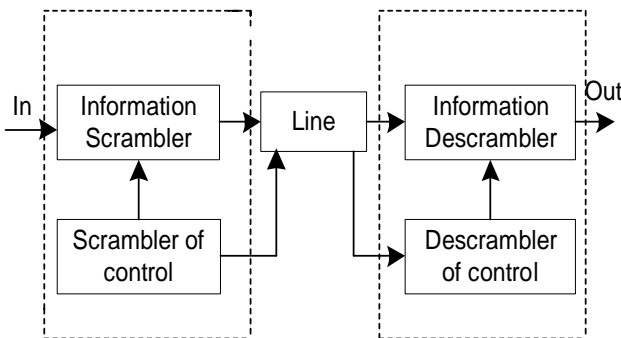 In
Information
Scrambler
Line
Information
Descrambler
Out
Scrambler of
control
Descrambler
of control